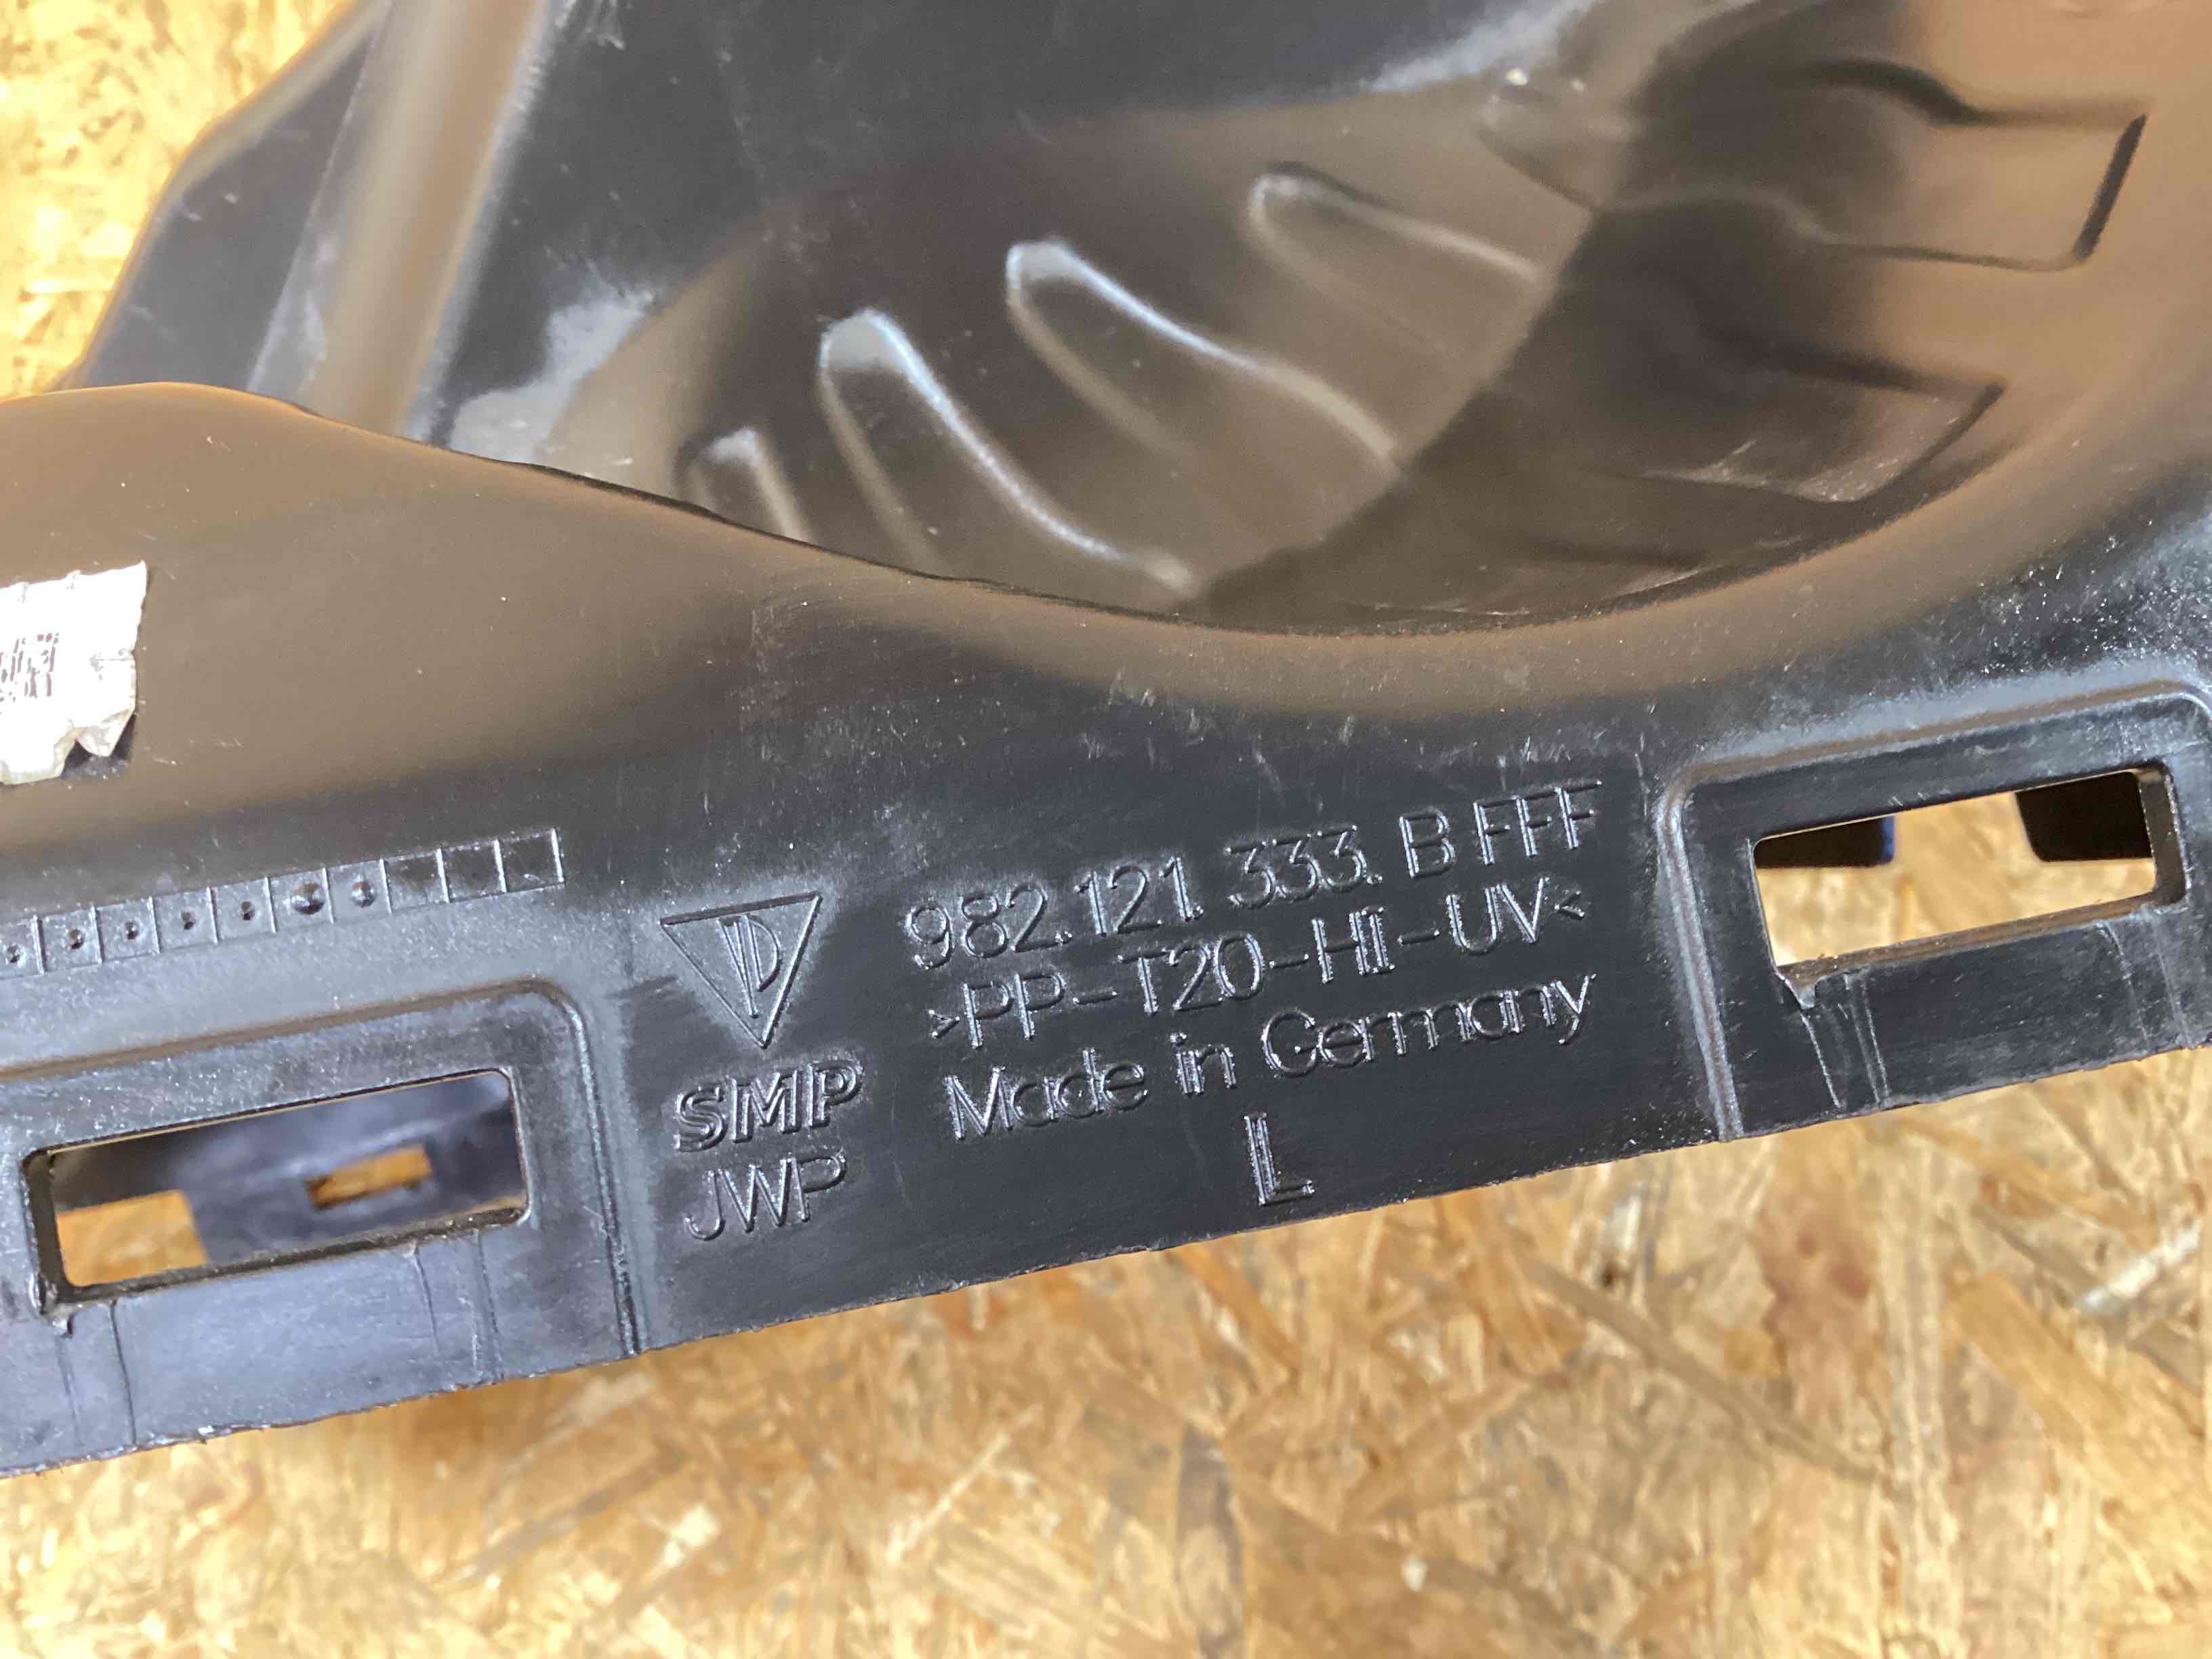 982.121.333.B FFF
>PP-T20-HI-UV<
Made in Germany
SMP
JWP
L